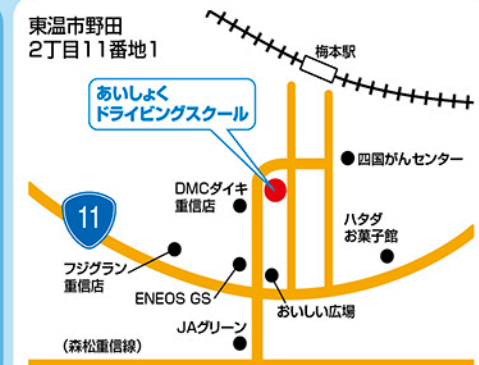 東温市野田
2丁目11番地1
梅本駅
あいしょく
ドライビングスクール
四国がんセンター
DMCダイキ
重信店
11
ハタダ
お菓子館
フジグラン
重信店
ENEOS GS
おいしい広場
JAグリーン
(森松重信線)